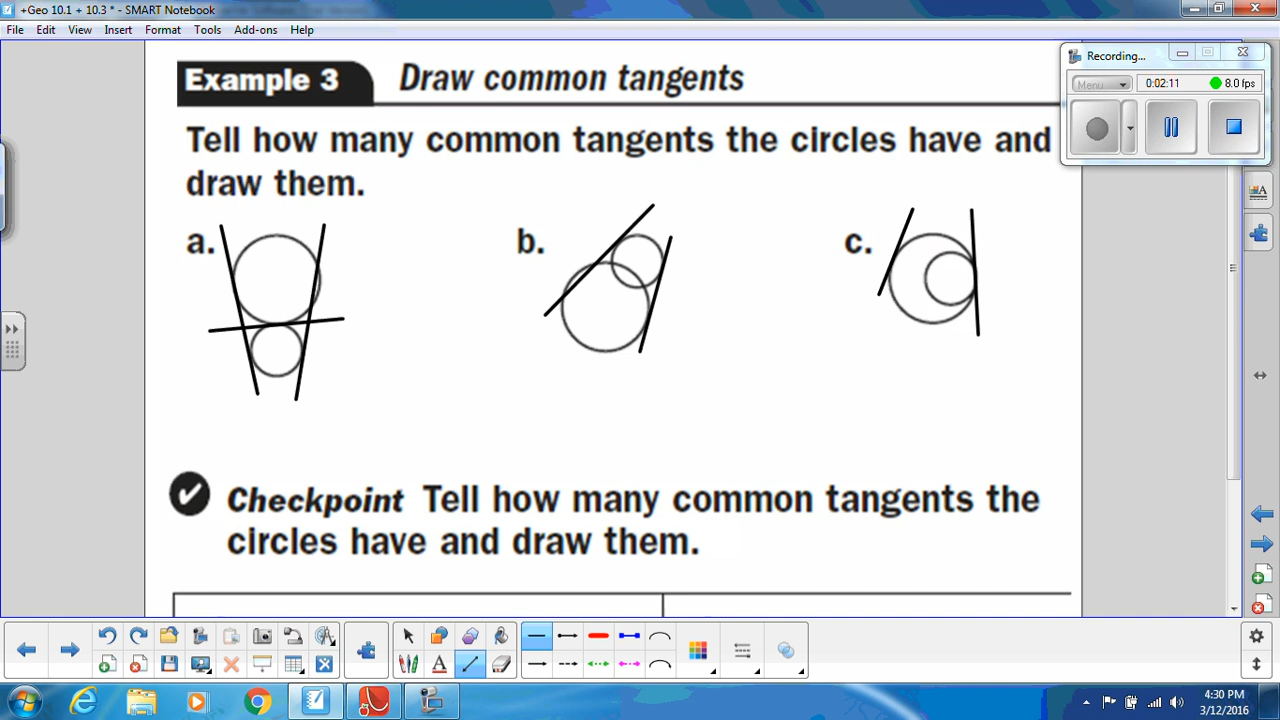 +Geo 10.1 + 10.3 * - SMART Notebook
File Edit View Insert Format Tools Add-ons Help
Recording...
Menu 0:02:11 8.0 fps
Example 3 Draw common tangents
Tell how many common tangents the circles have and
draw them.
a. b. c.
Checkpoint Tell how many common tangents the
circles have and draw them.
4:30 PM
3/12/2016